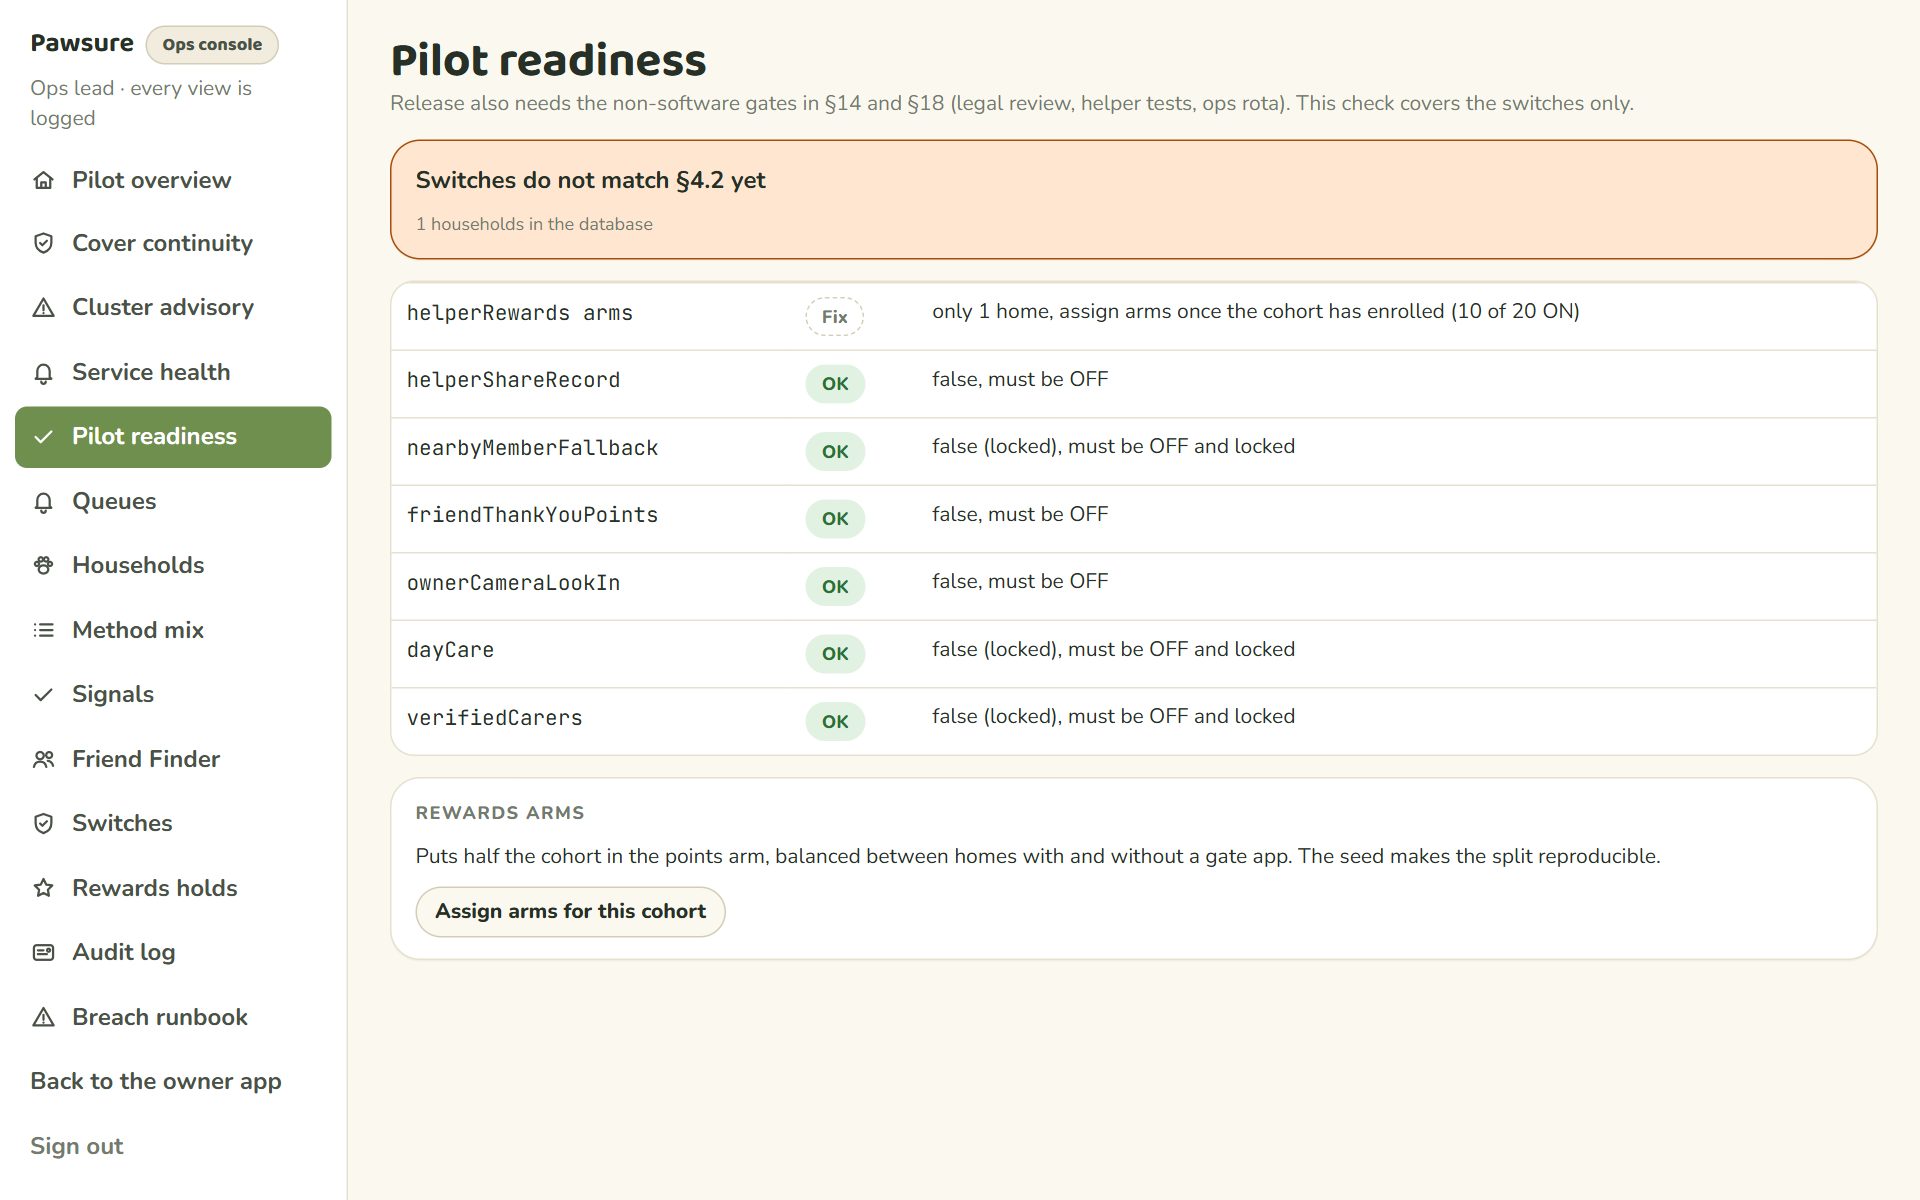 Pawsure
Ops console
Ops lead · every view is
logged
Pilot overview
Cover continuity
Cluster advisory
Service health
Pilot readiness
Queues
Households
Method mix
Signals
Friend Finder
Switches
Rewards holds
Audit log
Breach runbook
Back to the owner app
Sign out
Pilot readiness
Release also needs the non-software gates in §14 and §18 (legal review, helper tests, ops rota). This check covers the switches only.
Switches do not match §4.2 yet
1 households in the database
helperRewards arms Fix only 1 home, assign arms once the cohort has enrolled (10 of 20 ON)
helperShareRecord OK false, must be OFF
nearbyMemberFallback OK false (locked), must be OFF and locked
friendThankYouPoints OK false, must be OFF
ownerCameraLookIn OK false, must be OFF
dayCare OK false (locked), must be OFF and locked
verifiedCarers OK false (locked), must be OFF and locked
REWARDS ARMS
Puts half the cohort in the points arm, balanced between homes with and without a gate app. The seed makes the split reproducible.
Assign arms for this cohort